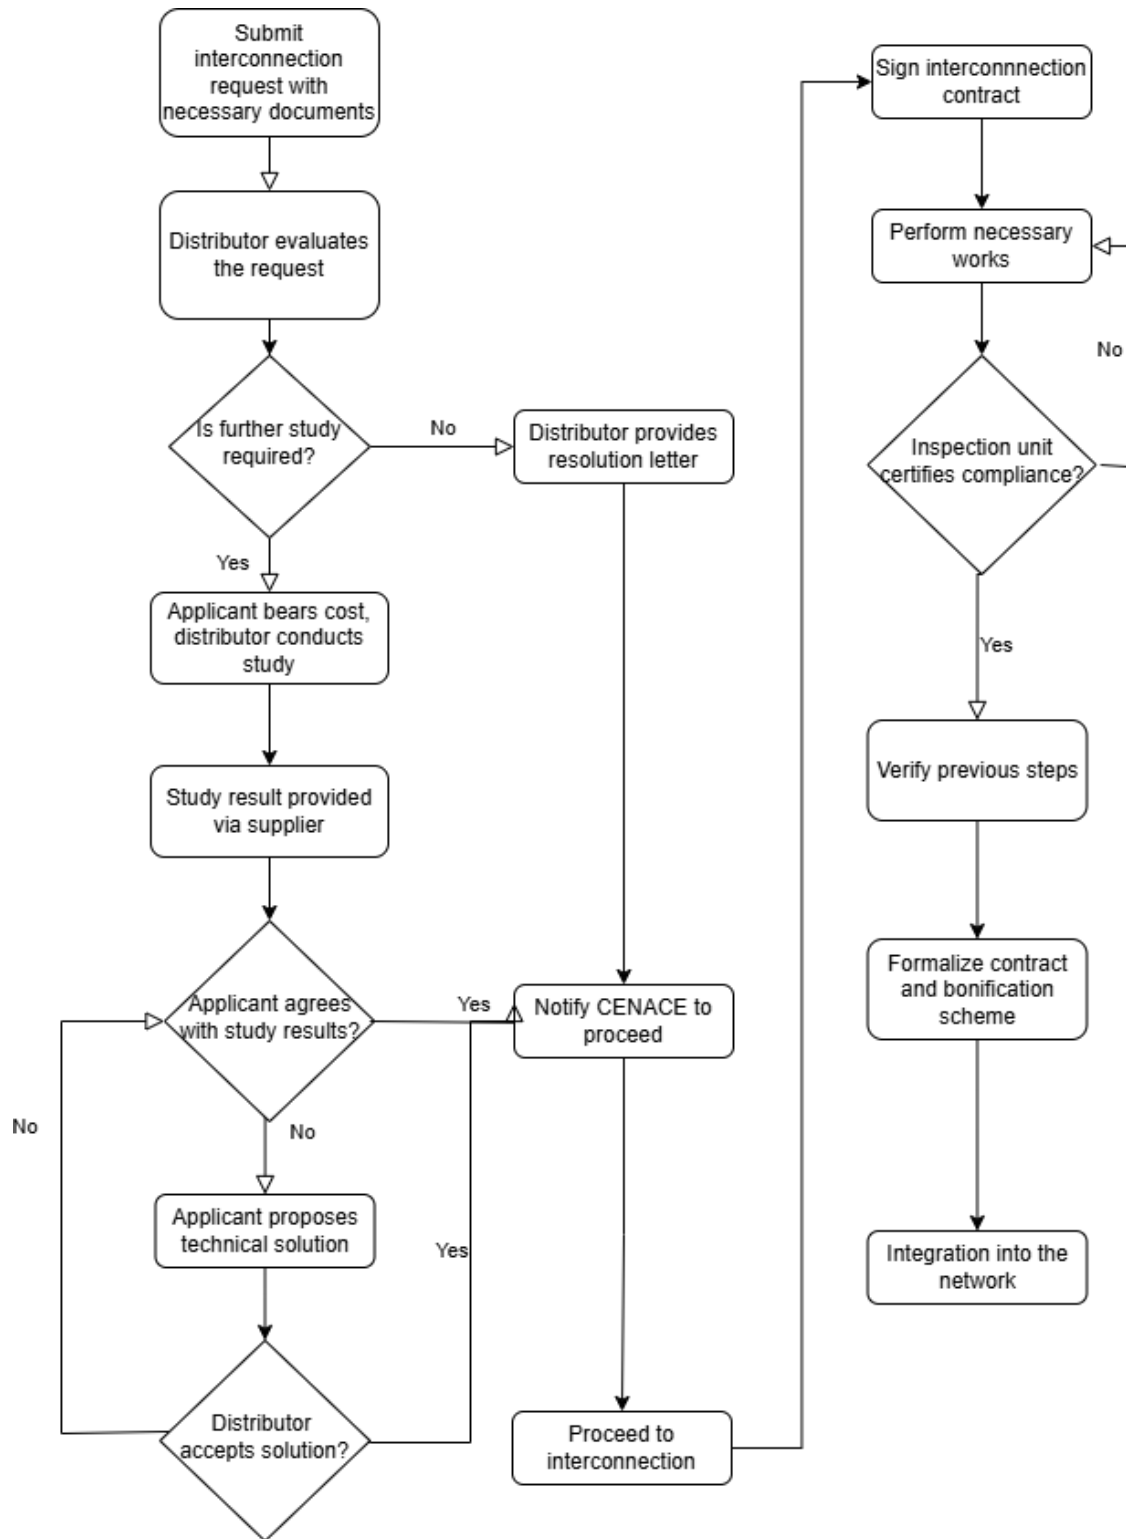 Submit
interconnection
request with
necessary documents
Distributor evaluates
the request
Is further study
required?
No
Distributor provides
resolution letter
Yes
Applicant bears cost,
distributor conducts
study
Study result provided
via supplier
Applicant agrees
with study results?
Yes
Notify CENACE to
proceed
No
No
Applicant proposes
technical solution
Yes
Distributor
accepts solution?
Proceed to
interconnection
Sign interconnnection
contract
Perform necessary
works
No
Inspection unit
certifies compliance?
Yes
Verify previous steps
Formalize contract
and bonification
scheme
Integration into the
network